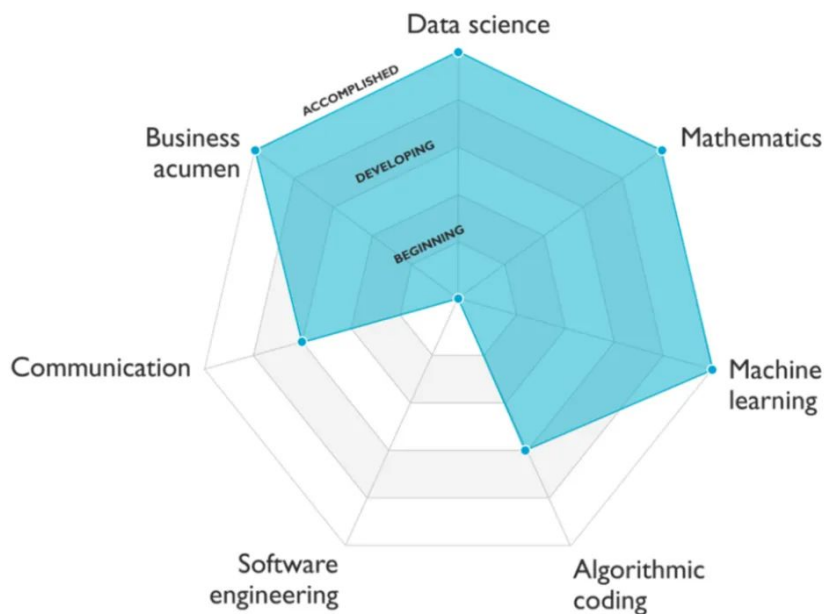 Data science
ACCOMPLISHED
Business
acumen
Mathematics
DEVELOPING
BEGINNING
Communication
Machine
learning
Software
engineering
Algorithmic
coding